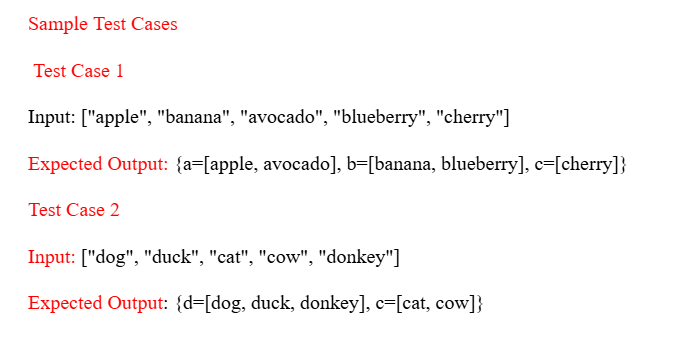 Sample Test Cases
Test Case 1
Input: ["apple", "banana", "avocado", "blueberry", "cherry"]
Expected Output: {a=[apple, avocado], b=[banana, blueberry], c=[cherry]}
Test Case 2
Input: ["dog", "duck", "cat", "cow", "donkey"]
Expected Output: {d=[dog, duck, donkey], c=[cat, cow]}